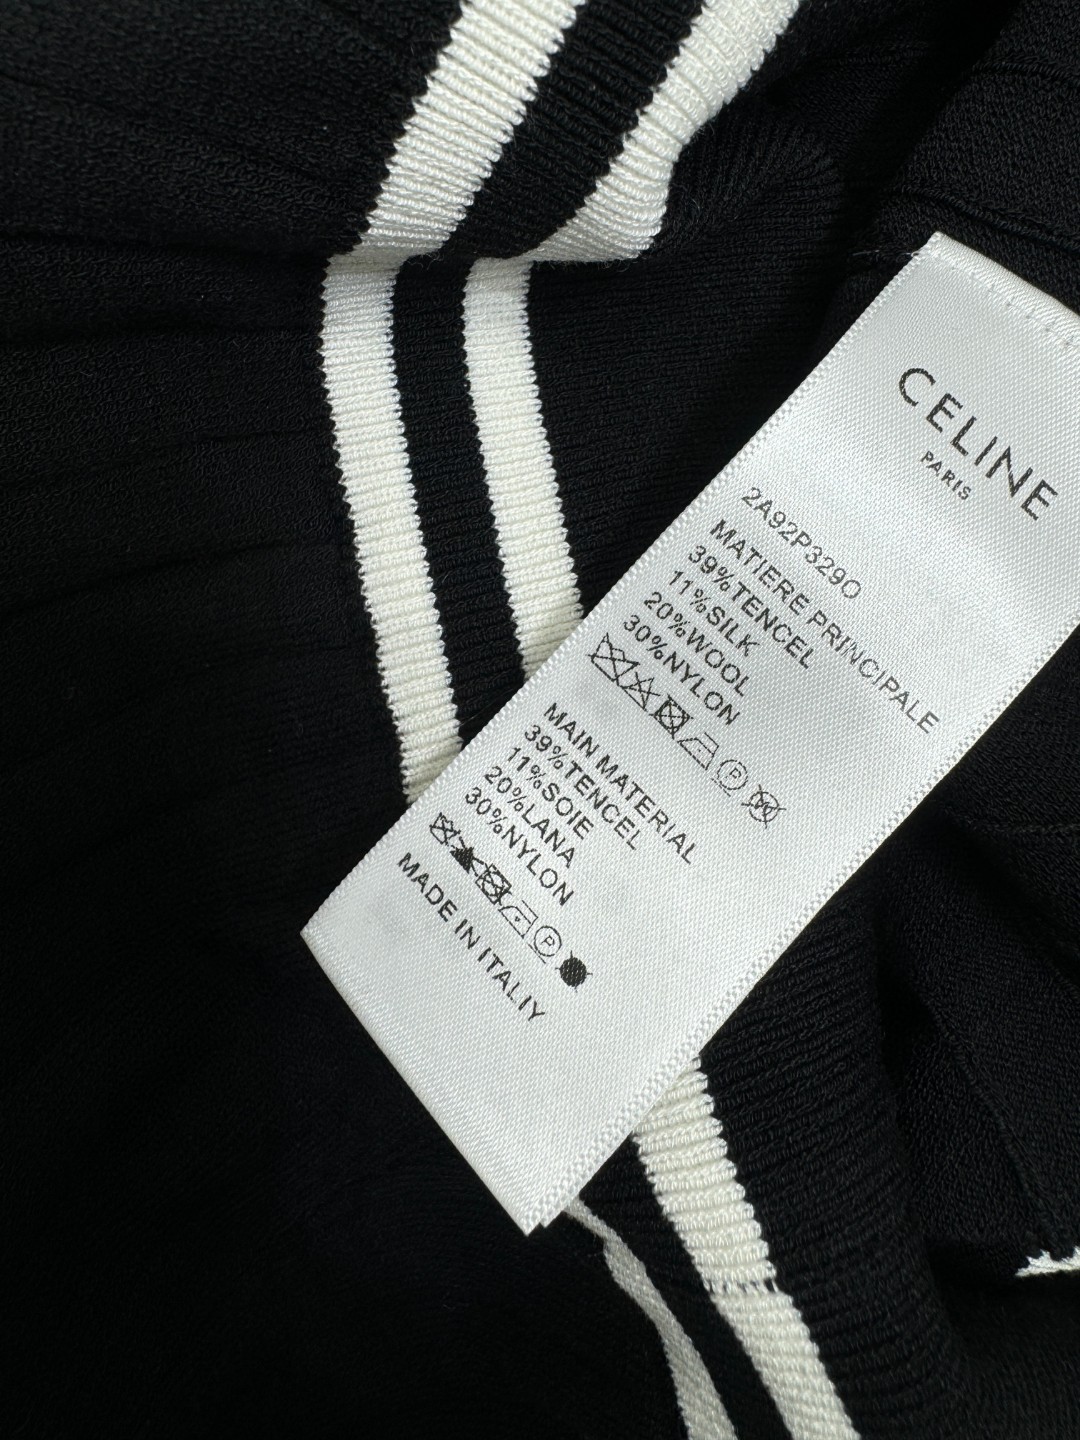 CELINE
PARIS
2A92P329O
MATIERE PRINCIPALE
39%TENCEL
11%SILK
20%WOOL
30%NYLON
P W
MAIN MATERIAL
39%TENCEL
11%SOIE
20%LANA
30%NYLON
P
MADE IN ITALIY